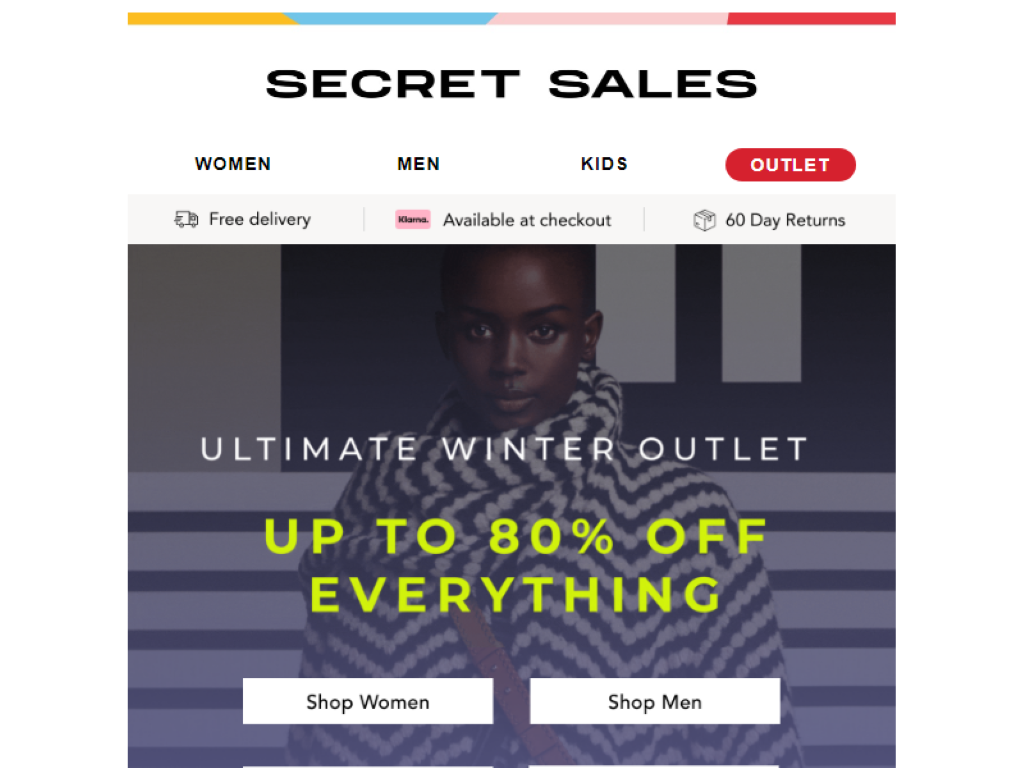 SECRET SALES
WOMEN MEN KIDS OUTLET
Free delivery Klarna. Available at checkout 60 Day Returns
ULTIMATE WINTER OUTLET
UP TO 80% OFF
EVERYTHING
Shop Women Shop Men